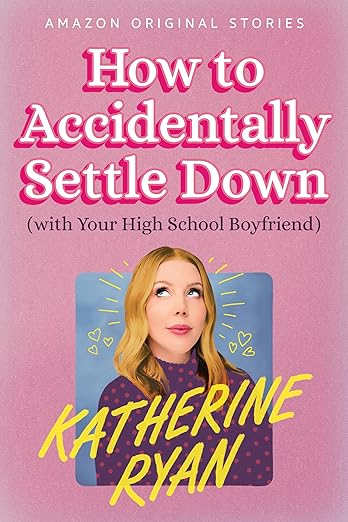 AMAZON ORIGINAL STORIES
How to
Accidentally
Settle Down
(with Your High School Boyfriend)
KATHERINE
RYAN